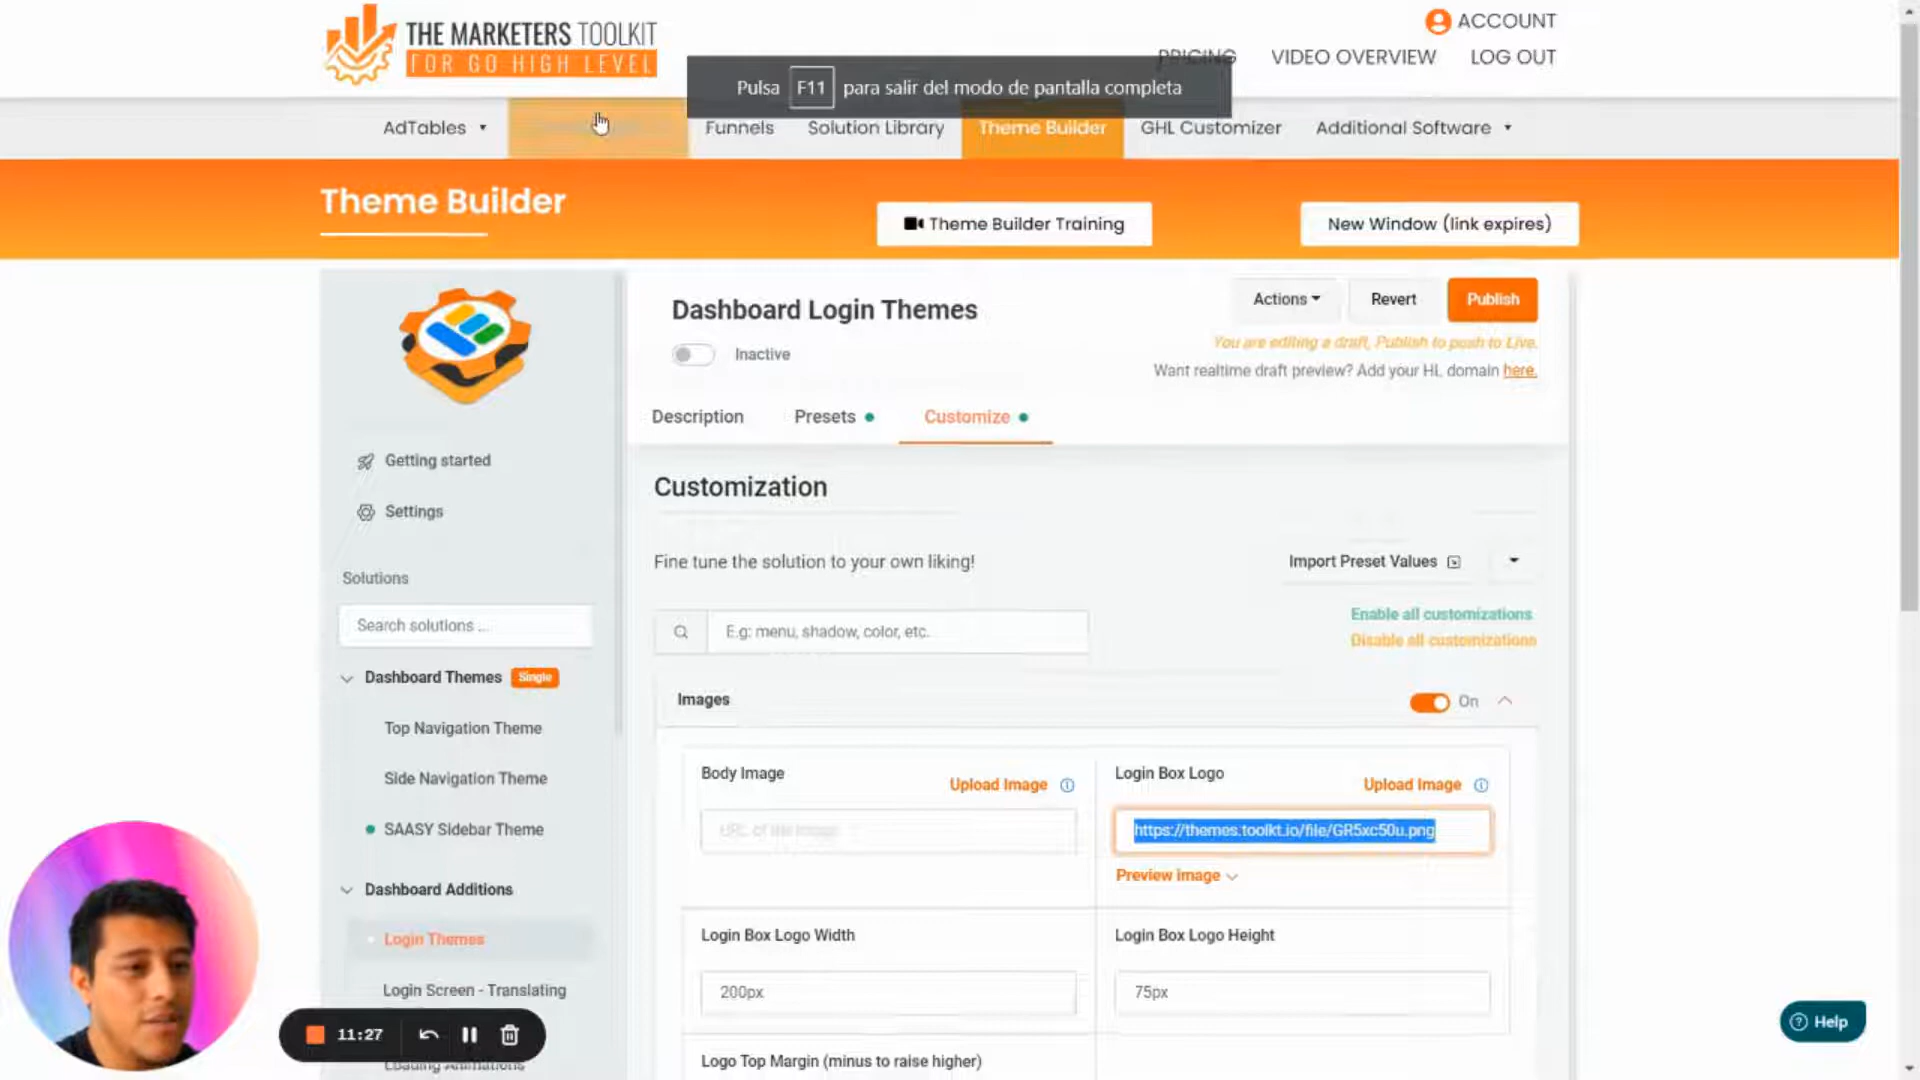 THE MARKETERS TOOLKIT
FOR GO HIGH LEVEL
ACCOUNT
PRICING
VIDEO OVERVIEW
LOG OUT
Pulsa F11 para salir del modo de pantalla completa
AdTables
Funnels
Solution Library
Theme Builder
GHL Customizer
Additional Software
Theme Builder
Theme Builder Training
New Window (link expires)
Dashboard Login Themes
Actions
Revert
Publish
Inactive
You are editing a draft, Publish to push to Live.
Want realtime draft preview? Add your HL domain here.
Description
Presets
Customize
Getting started
Settings
Customization
Fine tune the solution to your own liking!
Import Preset Values
Solutions
Search solutions ...
E.g: menu, shadow, color, etc.
Enable all customizations
Disable all customizations
Dashboard Themes Single
Top Navigation Theme
Side Navigation Theme
SAASY Sidebar Theme
Dashboard Additions
Login Themes
Login Screen - Translating
Loading Animations
Images
On
Body Image
Upload Image
URL of the image
Login Box Logo
Upload Image
https://themes.toolkt.io/file/GR5xc50u.png
Preview image
Login Box Logo Width
200px
Login Box Logo Height
75px
Logo Top Margin (minus to raise higher)
11:27
Help